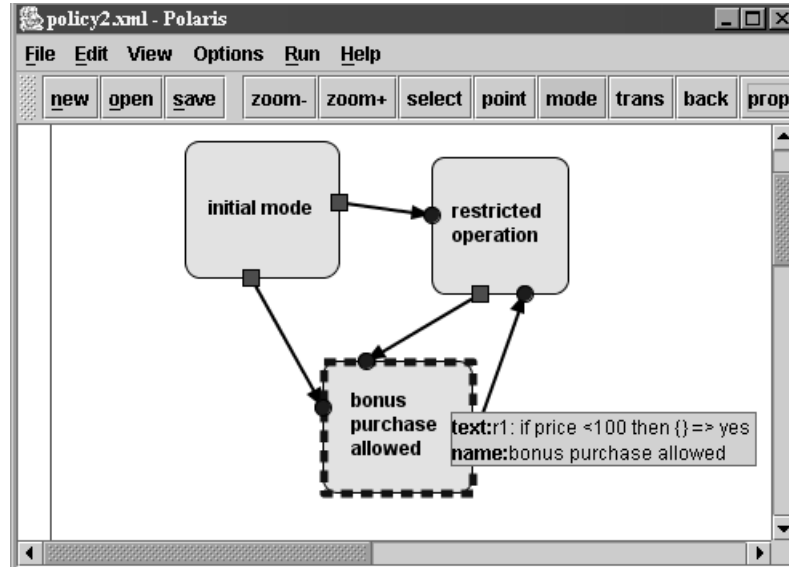 policy2.xml - Polaris
File Edit View Options Run Help
new open save zoom- zoom+ select point mode trans back prop
initial mode
restricted
operation
bonus
purchase
allowed
text:r1: if price <100 then {} => yes
name:bonus purchase allowed